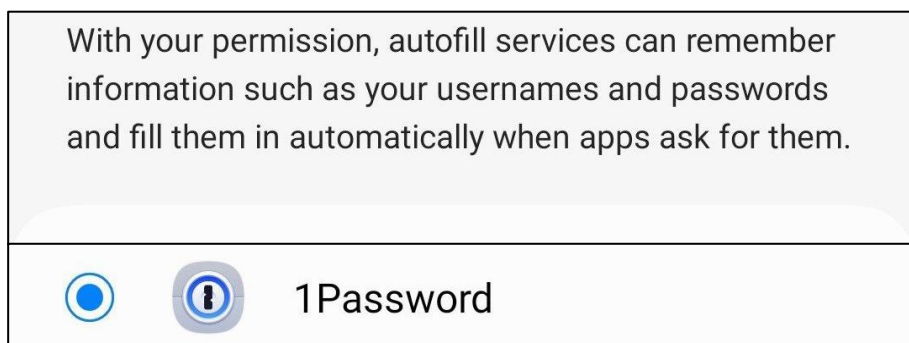 With your permission, autofill services can remember
information such as your usernames and passwords
and fill them in automatically when apps ask for them.
1Password